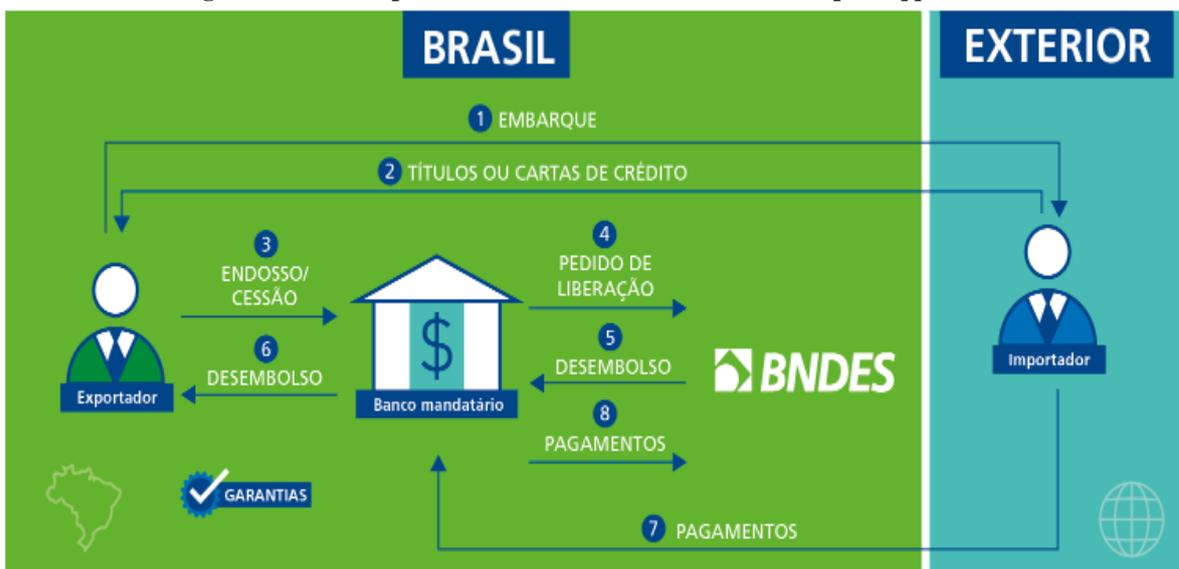 BRASIL
EXTERIOR
1 EMBARQUE
2 TÍTULOS OU CARTAS DE CRÉDITO
3
ENDOSSO/
CESSÃO
4
PEDIDO DE
LIBERAÇÃO
5
DESEMBOLSO
6
DESEMBOLSO
$
BNDES
Importador
Exportador
Banco mandatário
8
PAGAMENTOS
GARANTIAS
7 PAGAMENTOS